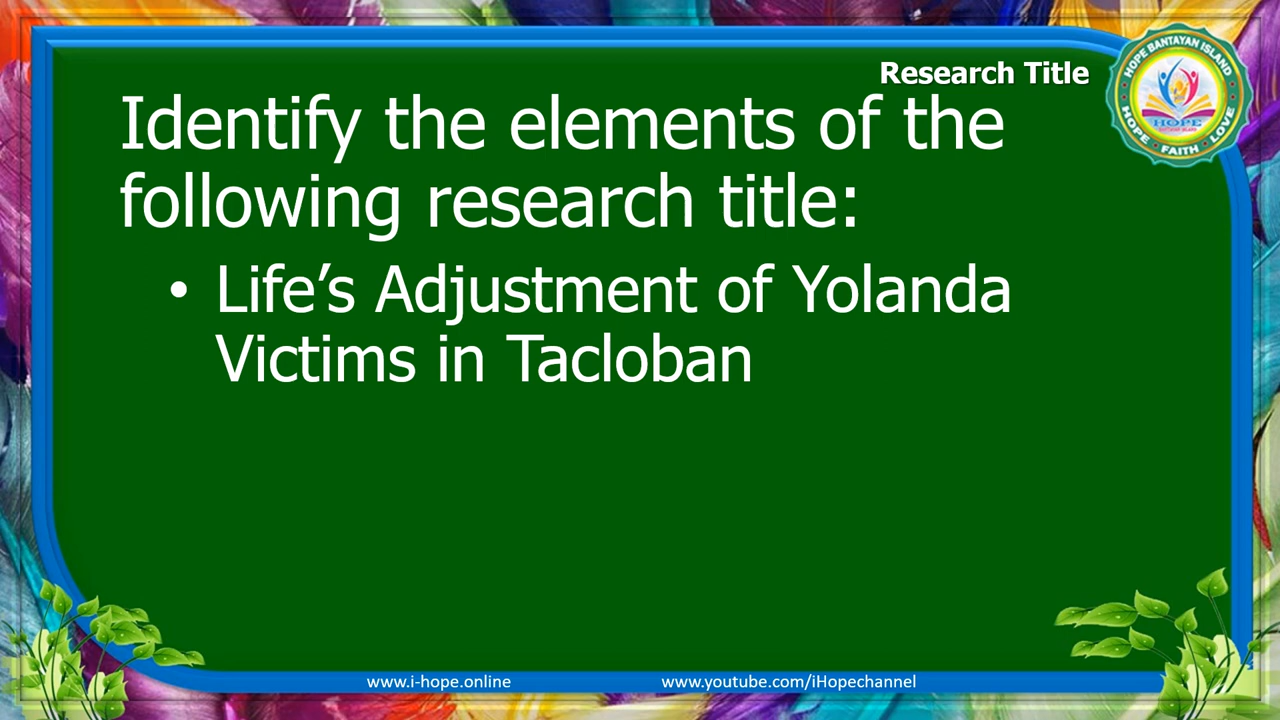 Research Title
HOPE BANTAYAN ISLAND
HOPE
HOPE • FAITH • LOVE
Identify the elements of the
following research title:
• Life’s Adjustment of Yolanda
Victims in Tacloban
www.i-hope.online
www.youtube.com/iHopechannel